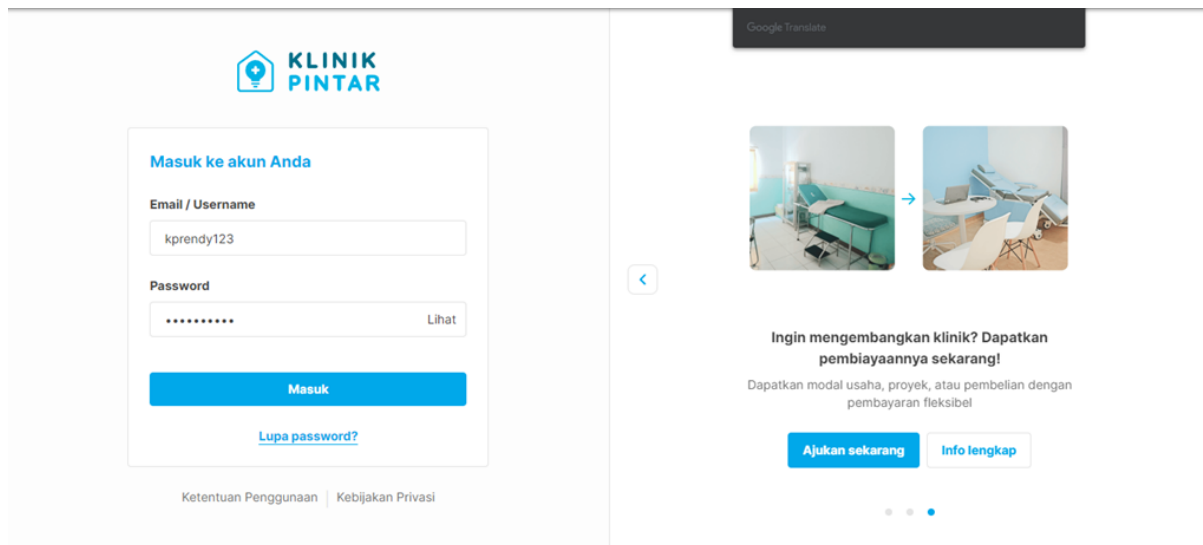 KLINIK
PINTAR
Masuk ke akun Anda
Email / Username
kprendy123
Password
••••••••••
Lihat
Masuk
Lupa password?
Ketentuan Penggunaan
Kebijakan Privasi
Google Translate
Ingin mengembangkan klinik? Dapatkan
pembiayaannya sekarang!
Dapatkan modal usaha, proyek, atau pembelian dengan
pembayaran fleksibel
Ajukan sekarang
Info lengkap